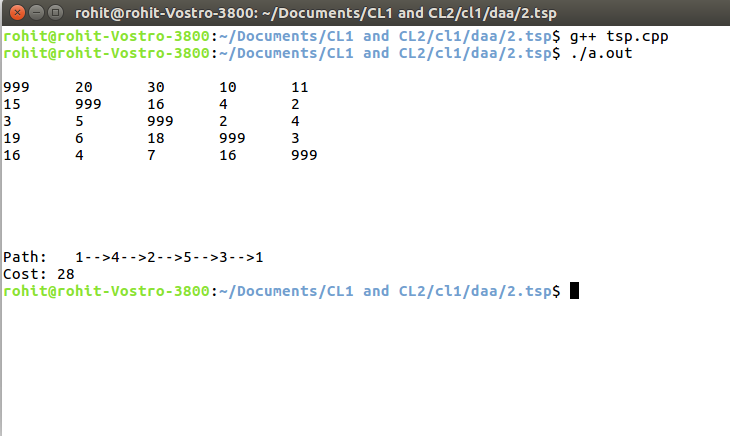 rohit@rohit-Vostro-3800: ~/Documents/CL1 and CL2/cl1/daa/2.tsp
rohit@rohit-Vostro-3800:~/Documents/CL1 and CL2/cl1/daa/2.tsp$ g++ tsp.cpp
rohit@rohit-Vostro-3800:~/Documents/CL1 and CL2/cl1/daa/2.tsp$ ./a.out
999 20 30 10 11
15 999 16 4 2
3 5 999 2 4
19 6 18 999 3
16 4 7 16 999
Path: 1-->4-->2-->5-->3-->1
Cost: 28
rohit@rohit-Vostro-3800:~/Documents/CL1 and CL2/cl1/daa/2.tsp$